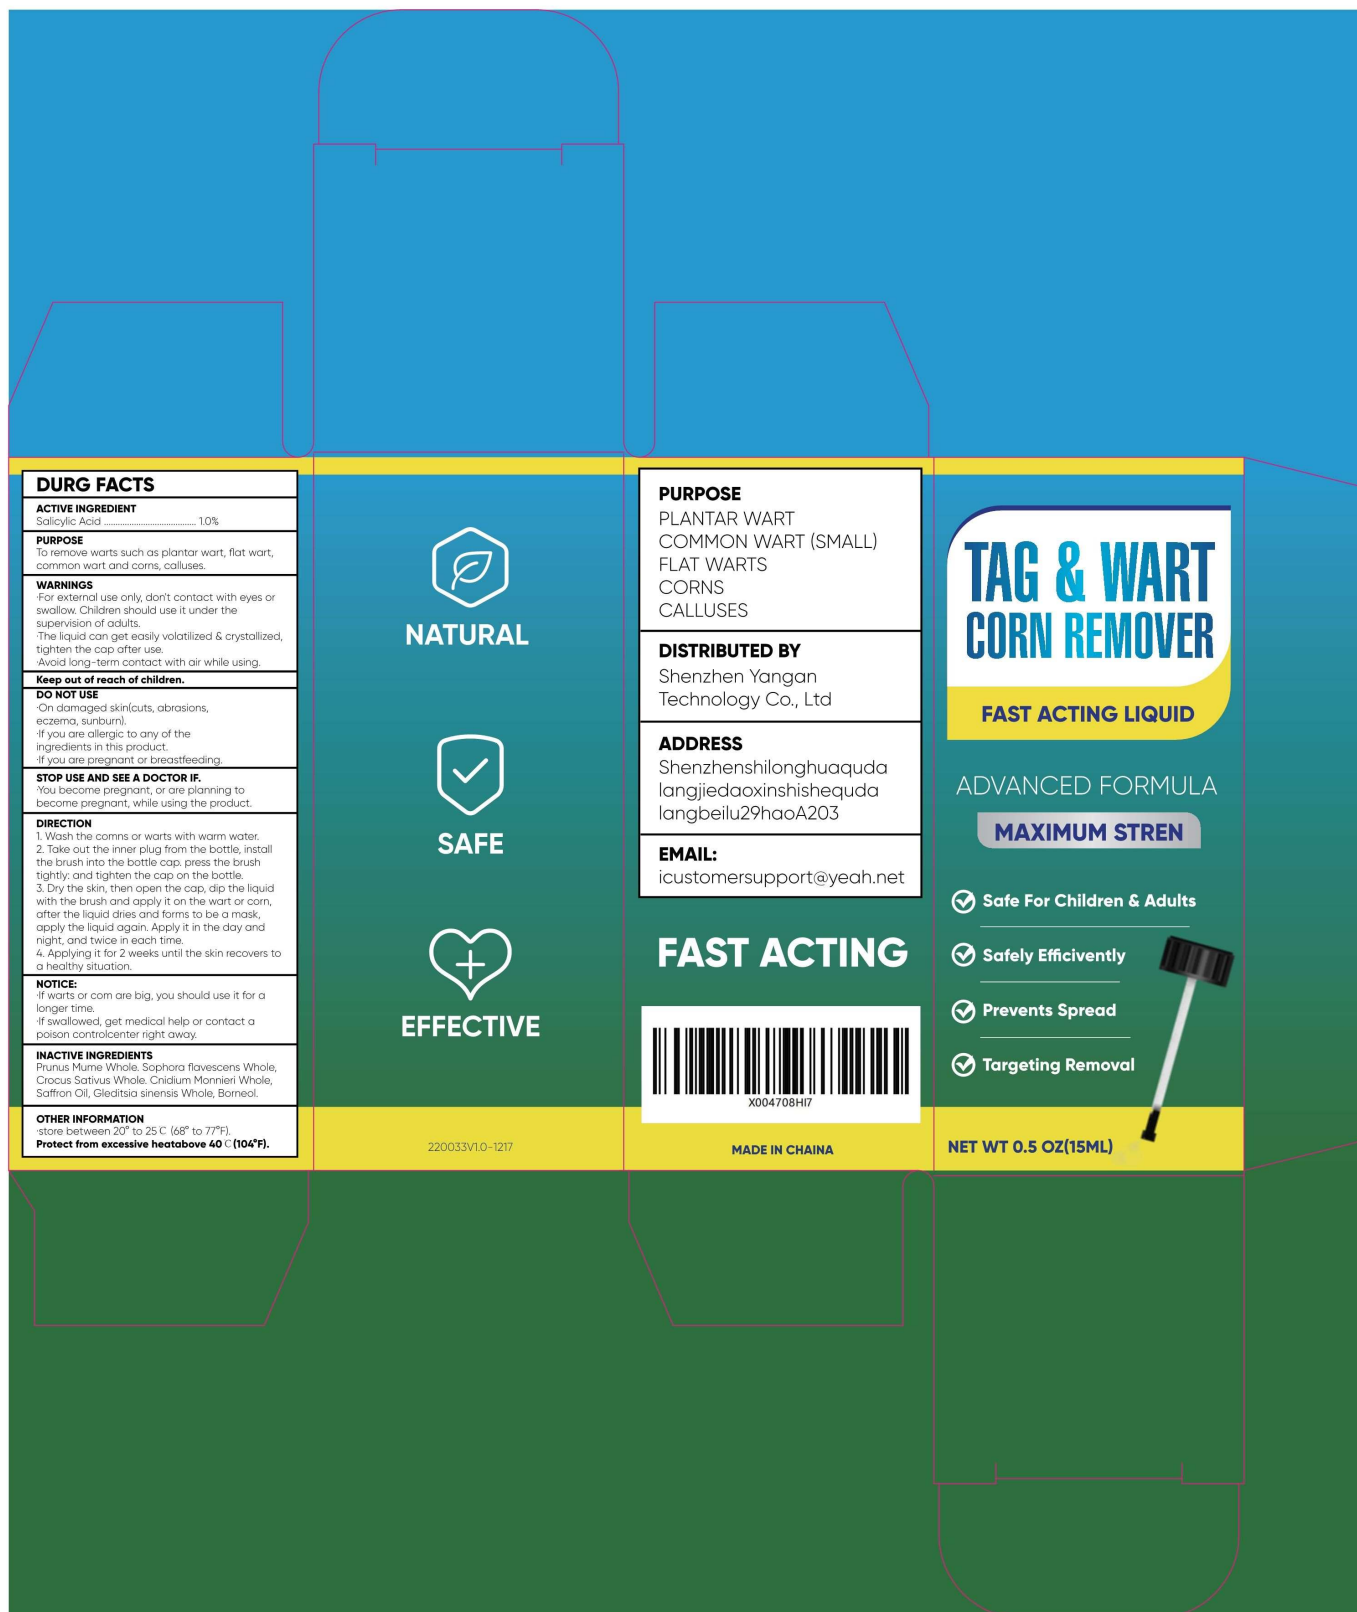 DURG FACTS
ACTIVE INGREDIENT
Salicylic Acid ........................................ 1.0%
PURPOSE
To remove warts such as plantar wart, flat wart,
common wart and corns, calluses.
WARNINGS
·For external use only, don't contact with eyes or
swallow. Children should use it under the
supervision of adults.
·The liquid can get easily volatilized & crystallized,
tighten the cap after use.
·Avoid long-term contact with air while using.
Keep out of reach of children.
DO NOT USE
·On damaged skin(cuts, abrasions,
eczema, sunburn).
·If you are allergic to any of the
ingredients in this product.
·If you are pregnant or breastfeeding.
STOP USE AND SEE A DOCTOR IF.
·You become pregnant, or are planning to
become pregnant, while using the product.
DIRECTION
1. Wash the comns or warts with warm water.
2. Take out the inner plug from the bottle, install
the brush into the bottle cap. press the brush
tightly: and tighten the cap on the bottle.
3. Dry the skin, then open the cap, dip the liquid
with the brush and apply it on the wart or corn,
after the liquid dries and forms to be a mask,
apply the liquid again. Apply it in the day and
night, and twice in each time.
4. Applying it for 2 weeks until the skin recovers to
a healthy situation.
NOTICE:
·If warts or com are big, you should use it for a
longer time.
·If swallowed, get medical help or contact a
poison controlcenter right away.
INACTIVE INGREDIENTS
Prunus Mume Whole. Sophora flavescens Whole,
Crocus Sativus Whole. Cnidium Monnieri Whole,
Saffron Oil, Gleditsia sinensis Whole, Borneol.
OTHER INFORMATION
·store between 20° to 25℃ (68° to 77°F).
Protect from excessive heatabove 40℃(104°F).
NATURAL
SAFE
EFFECTIVE
220033V1.0-1217
PURPOSE
PLANTAR WART
COMMON WART (SMALL)
FLAT WARTS
CORNS
CALLUSES
DISTRIBUTED BY
Shenzhen Yangan
Technology Co., Ltd
ADDRESS
Shenzhenshilonghuaquda
langjiedaoxinshishequda
langbeilu29haoA203
EMAIL:
icustomersupport@yeah.net
FAST ACTING
X004708HI7
MADE IN CHAINA
TAG & WART
CORN REMOVER
FAST ACTING LIQUID
ADVANCED FORMULA
MAXIMUM STREN
Safe For Children & Adults
Safely Efficivently
Prevents Spread
Targeting Removal
NET WT 0.5 OZ(15ML)